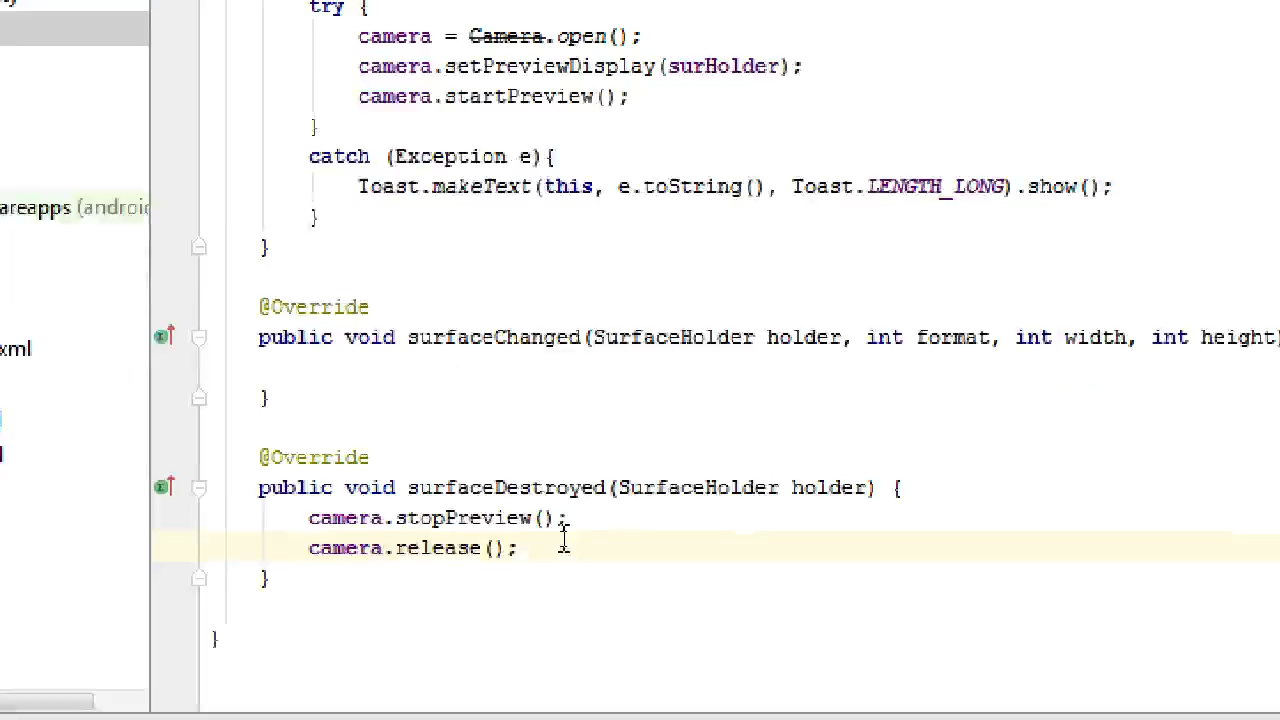 try {
camera = Camera.open();
camera.setPreviewDisplay(surHolder);
camera.startPreview();
}
catch (Exception e){
Toast.makeText(this, e.toString(), Toast.LENGTH_LONG).show();
}
areapps (android
}
@Override
public void surfaceChanged(SurfaceHolder holder, int format, int width, int height)
xml
}
@Override
public void surfaceDestroyed(SurfaceHolder holder) {
camera.stopPreview();
camera.release();
}
}